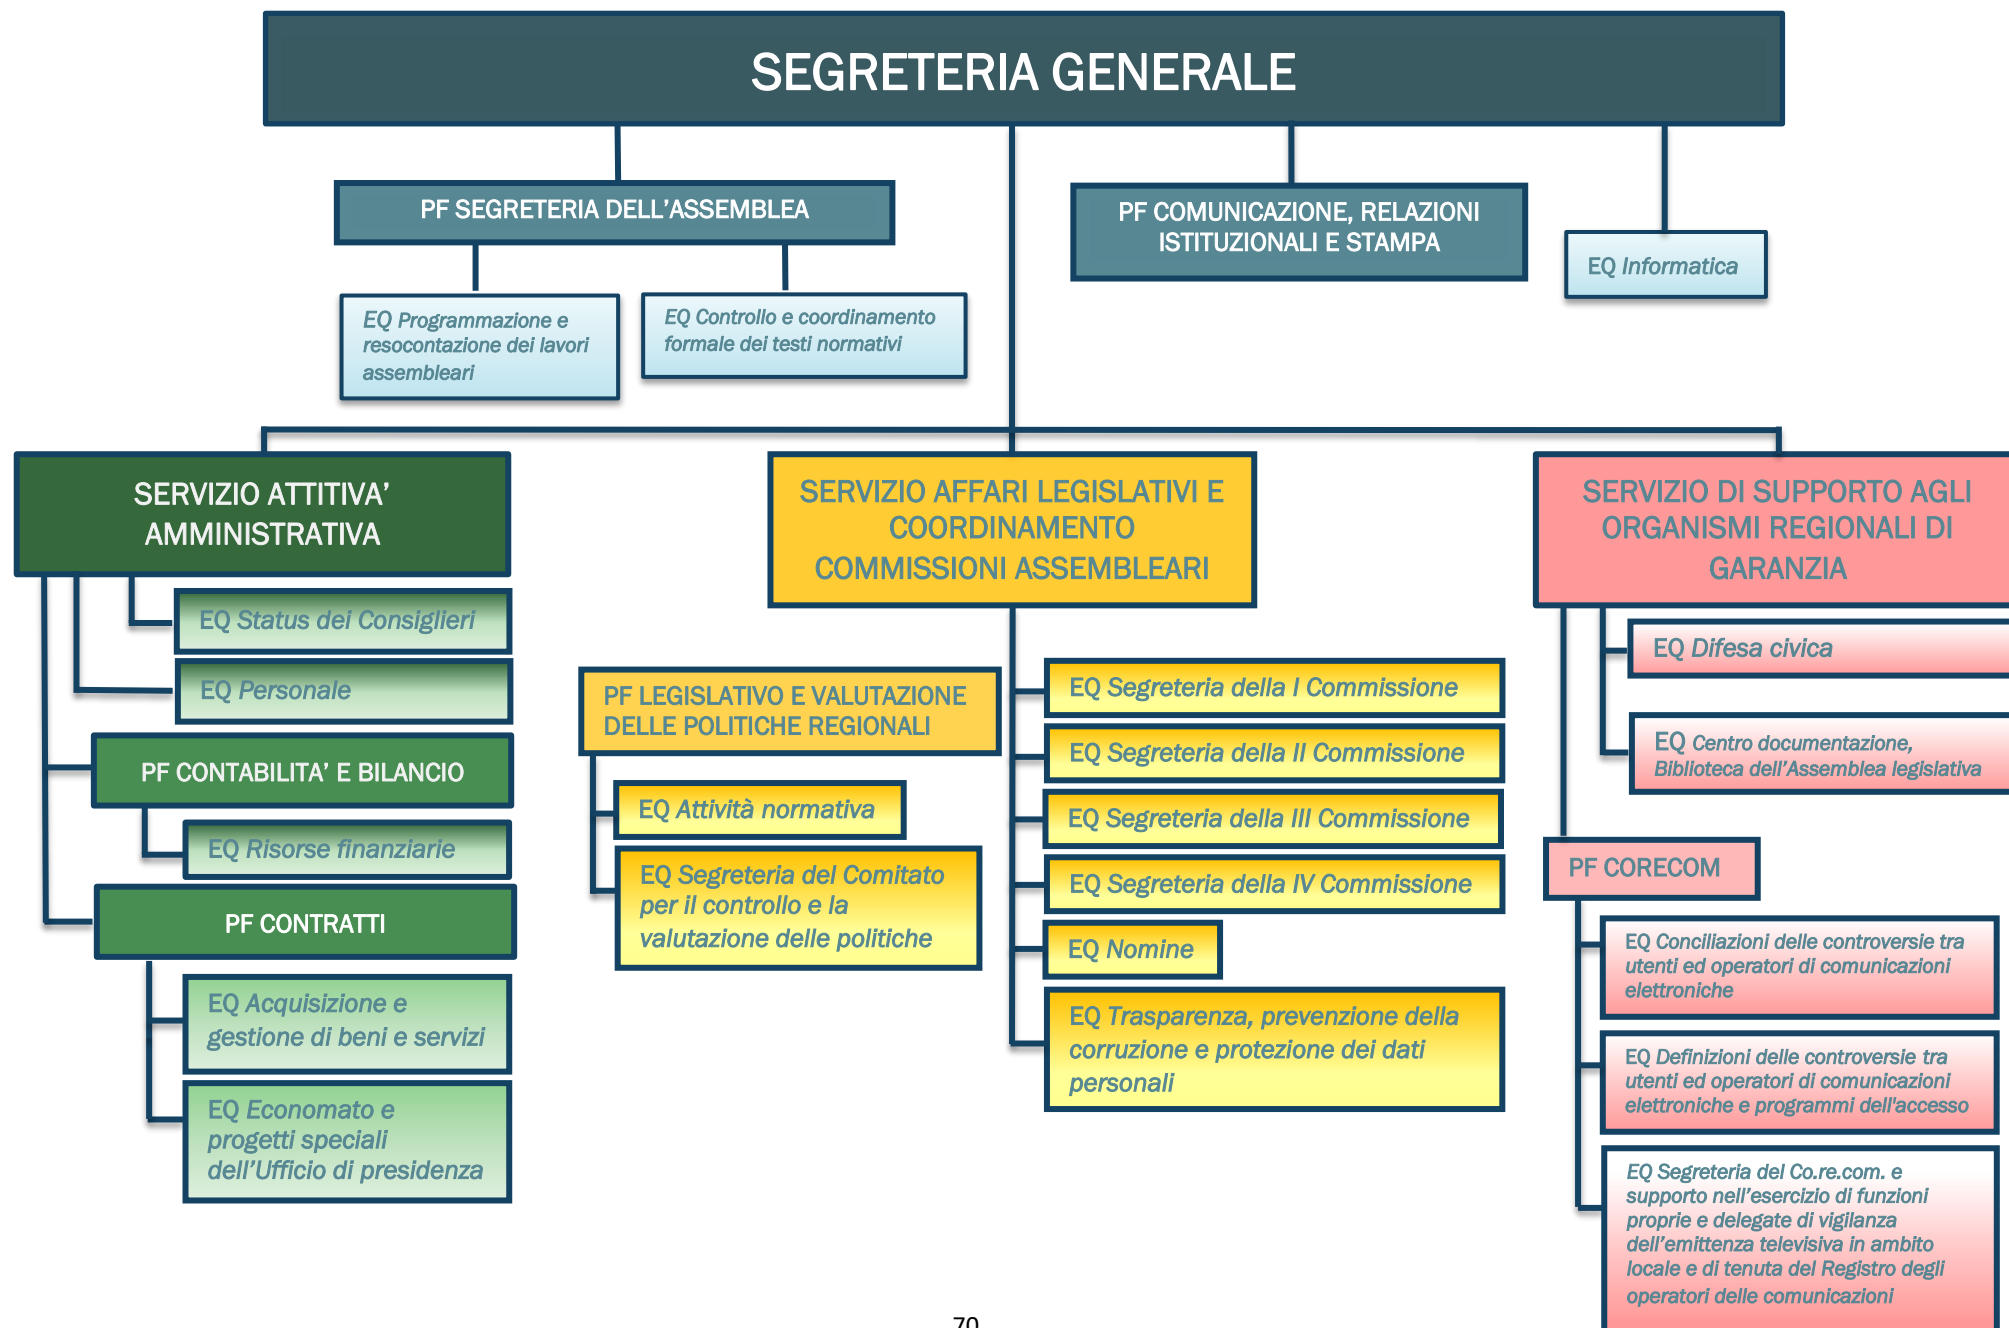 SEGRETERIA GENERALE
PF SEGRETERIA DELL’ASSEMBLEA
PF COMUNICAZIONE, RELAZIONI
ISTITUZIONALI E STAMPA
EQ Informatica
EQ Programmazione e
resocontazione dei lavori
assembleari
EQ Controllo e coordinamento
formale dei testi normativi
SERVIZIO ATTITIVA’
AMMINISTRATIVA
EQ Status dei Consiglieri
EQ Personale
PF CONTABILITA’ E BILANCIO
EQ Risorse finanziarie
PF CONTRATTI
EQ Acquisizione e
gestione di beni e servizi
EQ Economato e
progetti speciali
dell’Ufficio di presidenza
SERVIZIO AFFARI LEGISLATIVI E
COORDINAMENTO
COMMISSIONI ASSEMBLEARI
PF LEGISLATIVO E VALUTAZIONE
DELLE POLITICHE REGIONALI
EQ Attività normativa
EQ Segreteria del Comitato
per il controllo e la
valutazione delle politiche
EQ Segreteria della I Commissione
EQ Segreteria della II Commissione
EQ Segreteria della III Commissione
EQ Segreteria della IV Commissione
EQ Nomine
EQ Trasparenza, prevenzione della
corruzione e protezione dei dati
personali
SERVIZIO DI SUPPORTO AGLI
ORGANISMI REGIONALI DI
GARANZIA
EQ Difesa civica
EQ Centro documentazione,
Biblioteca dell’Assemblea legislativa
PF CORECOM
EQ Conciliazioni delle controversie tra
utenti ed operatori di comunicazioni
elettroniche
EQ Definizioni delle controversie tra
utenti ed operatori di comunicazioni
elettroniche e programmi dell'accesso
EQ Segreteria del Co.re.com. e
supporto nell’esercizio di funzioni
proprie e delegate di vigilanza
dell’emittenza televisiva in ambito
locale e di tenuta del Registro degli
operatori delle comunicazioni
70